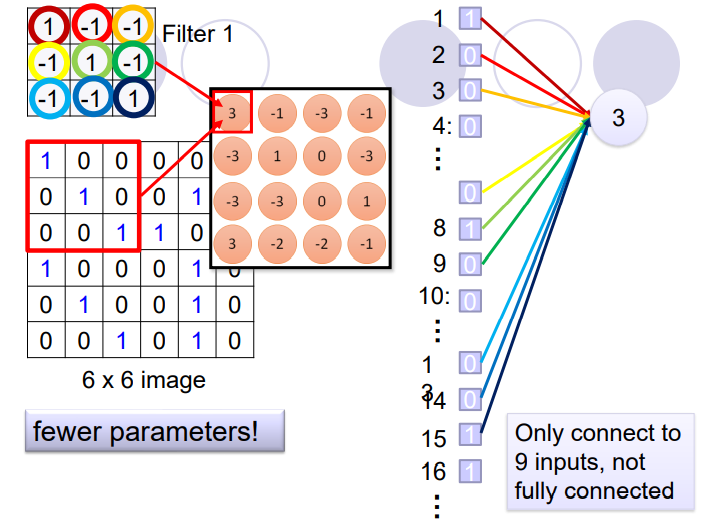 1 -1 -1
-1 1 -1
-1 -1 1
Filter 1
3 -1 -3 -1
-3 1 0 -3
-3 -3 0 1
3 -2 -2 -1
1 0 0 0 0
0 1 0 0 1
0 0 1 1 0
1 0 0 0 1 0
0 1 0 0 1 0
0 0 1 0 1 0
6 x 6 image
fewer parameters!
1 1
2 0
3 0
4: 0
⋮
0
8 1
9 0
10: 0
⋮
13 0
14 0
15 1
16 1
⋮
3
Only connect to
9 inputs, not
fully connected